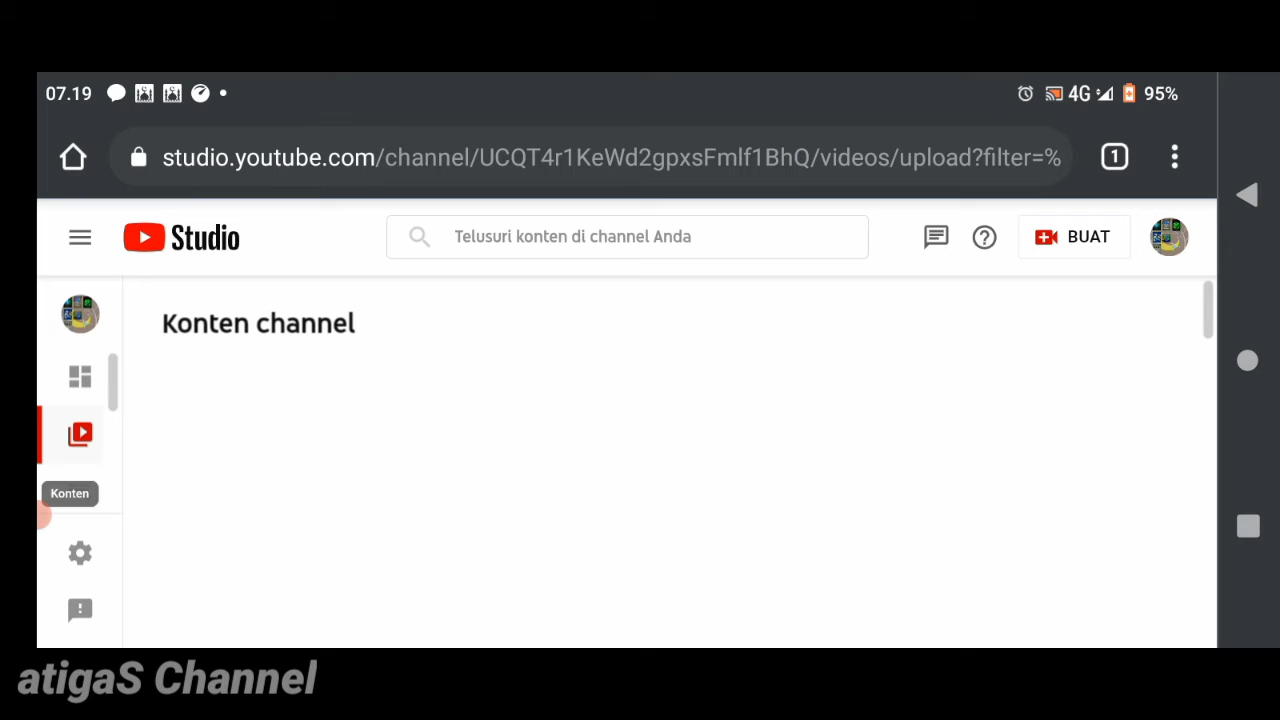 07.19 4G 95%
studio.youtube.com/channel/UCQT4r1KeWd2gpxsFmlf1BhQ/videos/upload?filter=% 1
Studio Telusuri konten di channel Anda BUAT
Konten channel
Konten
atigaS Channel